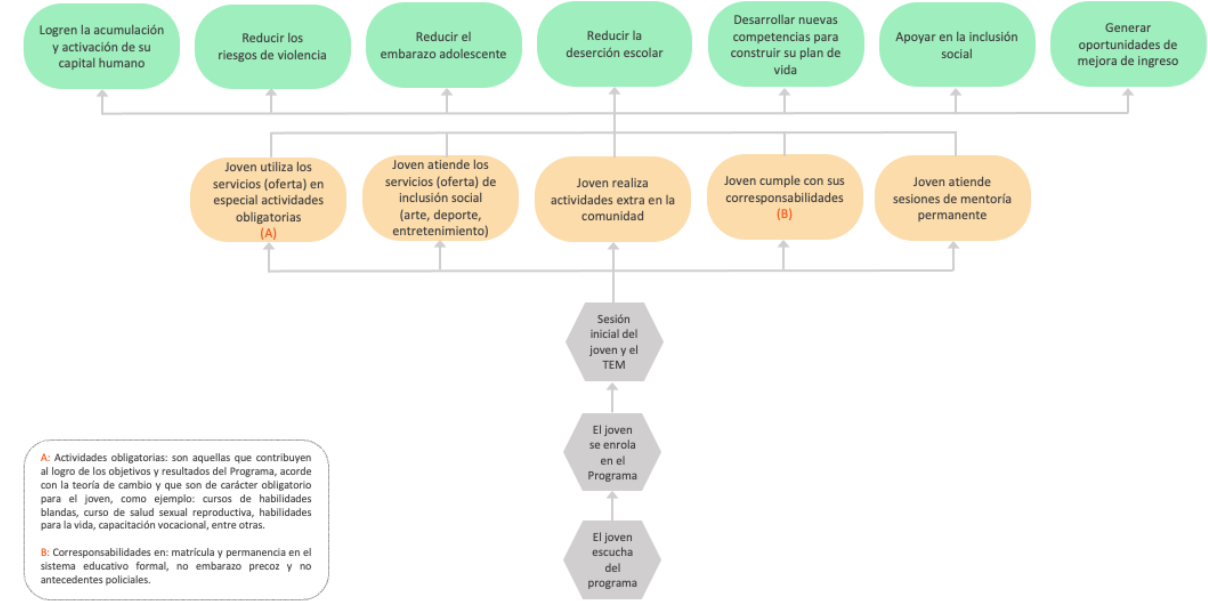 Logren la acumulación
y activación de su
capital humano
Reducir los
riesgos de violencia
Reducir el
embarazo adolescente
Reducir la
deserción escolar
Desarrollar nuevas
competencias para
construir su plan de
vida
Apoyar en la inclusión
social
Generar
oportunidades de
mejora de ingreso
Joven utiliza los
servicios (oferta) en
especial actividades
obligatorias
(A)
Joven atiende los
servicios (oferta) de
inclusión social
(arte, deporte,
entretenimiento)
Joven realiza
actividades extra en la
comunidad
Joven cumple con sus
corresponsabilidades
(B)
Joven atiende
sesiones de mentoría
permanente
Sesión
inicial del
joven y el
TEM
El joven
se enrola
en el
Programa
El joven
escucha
del
programa
A: Actividades obligatorias: son aquellas que contribuyen
al logro de los objetivos y resultados del Programa, acorde
con la teoría de cambio y que son de carácter obligatorio
para el joven, como ejemplo: cursos de habilidades
blandas, curso de salud sexual reproductiva, habilidades
para la vida, capacitación vocacional, entre otras.
B: Corresponsabilidades en: matrícula y permanencia en el
sistema educativo formal, no embarazo precoz y no
antecedentes policiales.